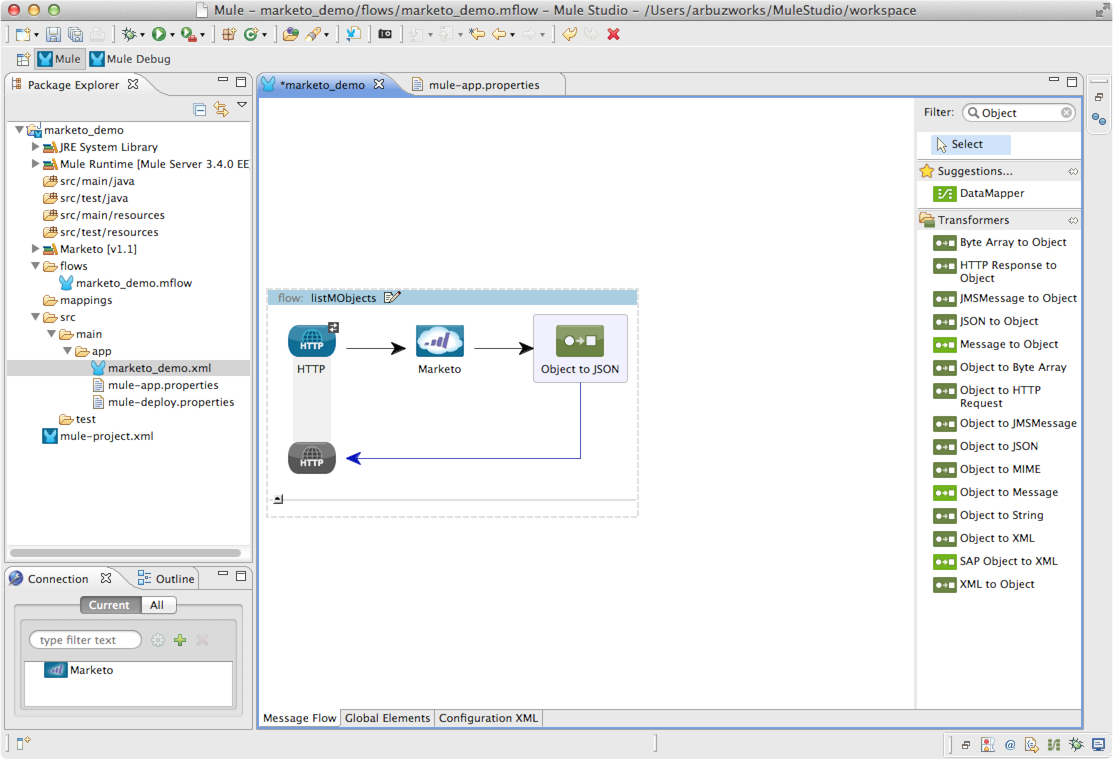 Mule - marketo_demo/flows/marketo_demo.mflow - Mule Studio - /Users/arbuzworks/MuleStudio/workspace
Mule
Mule Debug
Package Explorer
marketo_demo
JRE System Library
Mule Runtime [Mule Server 3.4.0 EE
src/main/java
src/test/java
src/main/resources
src/test/resources
Marketo [v1.1]
flows
marketo_demo.mflow
mappings
src
main
app
marketo_demo.xml
mule-app.properties
mule-deploy.properties
test
mule-project.xml
Connection
Outline
Current
All
type filter text
Marketo
*marketo_demo
mule-app.properties
flow: listMObjects
HTTP
HTTP
Marketo
Object to JSON
HTTP
Message Flow
Global Elements
Configuration XML
Filter:
Object
Select
Suggestions...
DataMapper
Transformers
Byte Array to Object
HTTP Response to
Object
JMSMessage to Object
JSON to Object
Message to Object
Object to Byte Array
Object to HTTP
Request
Object to JMSMessage
Object to JSON
Object to MIME
Object to Message
Object to String
Object to XML
SAP Object to XML
XML to Object